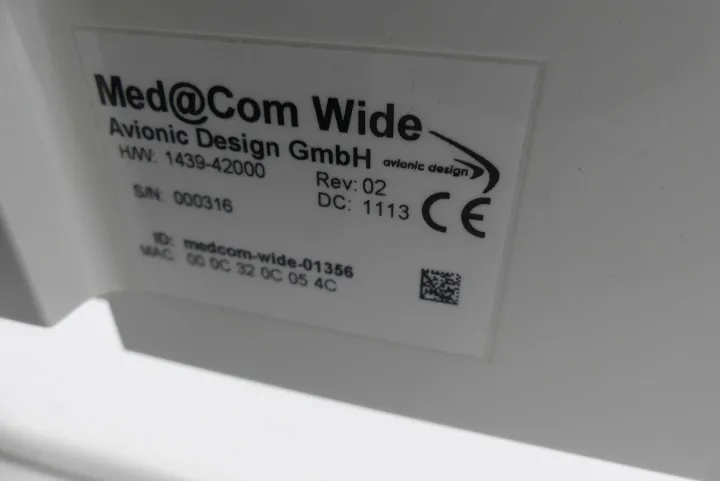 Med@Com Wide
Avionic Design GmbH
avionic design
H/W: 1439-42000
Rev: 02
S/N: 000316
DC: 1113
CE
ID: medcom-wide-01356
MAC: 00 0C 32 0C 05 4C